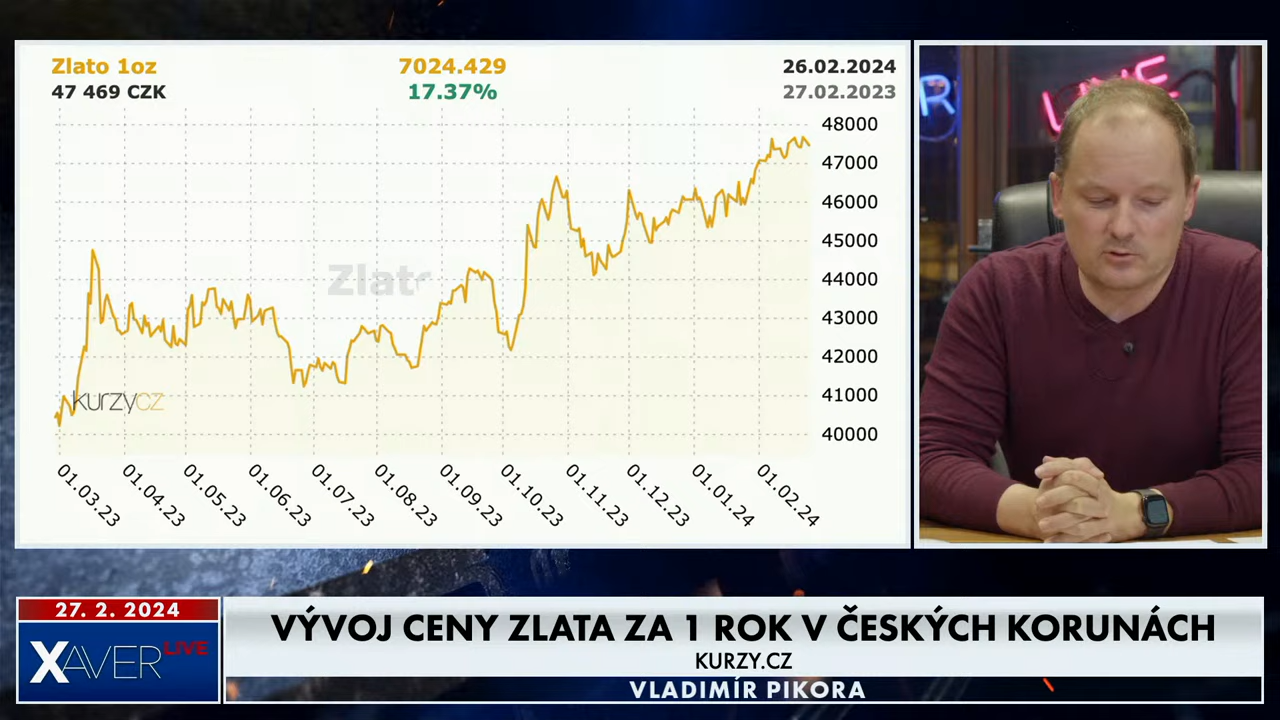 Zlato 1oz
7024.429
26.02.2024
47 469 CZK
17.37%
27.02.2023
48000
47000
46000
45000
44000
43000
42000
41000
40000
Zlato
kurzycz
01.03.23
01.04.23
01.05.23
01.06.23
01.07.23
01.08.23
01.09.23
01.10.23
01.11.23
01.12.23
01.01.24
01.02.24
R
LIVE
27. 2. 2024
XAVER LIVE
VÝVOJ CENY ZLATA ZA 1 ROK V ČESKÝCH KORUNÁCH
KURZY.CZ
VLADIMÍR PIKORA